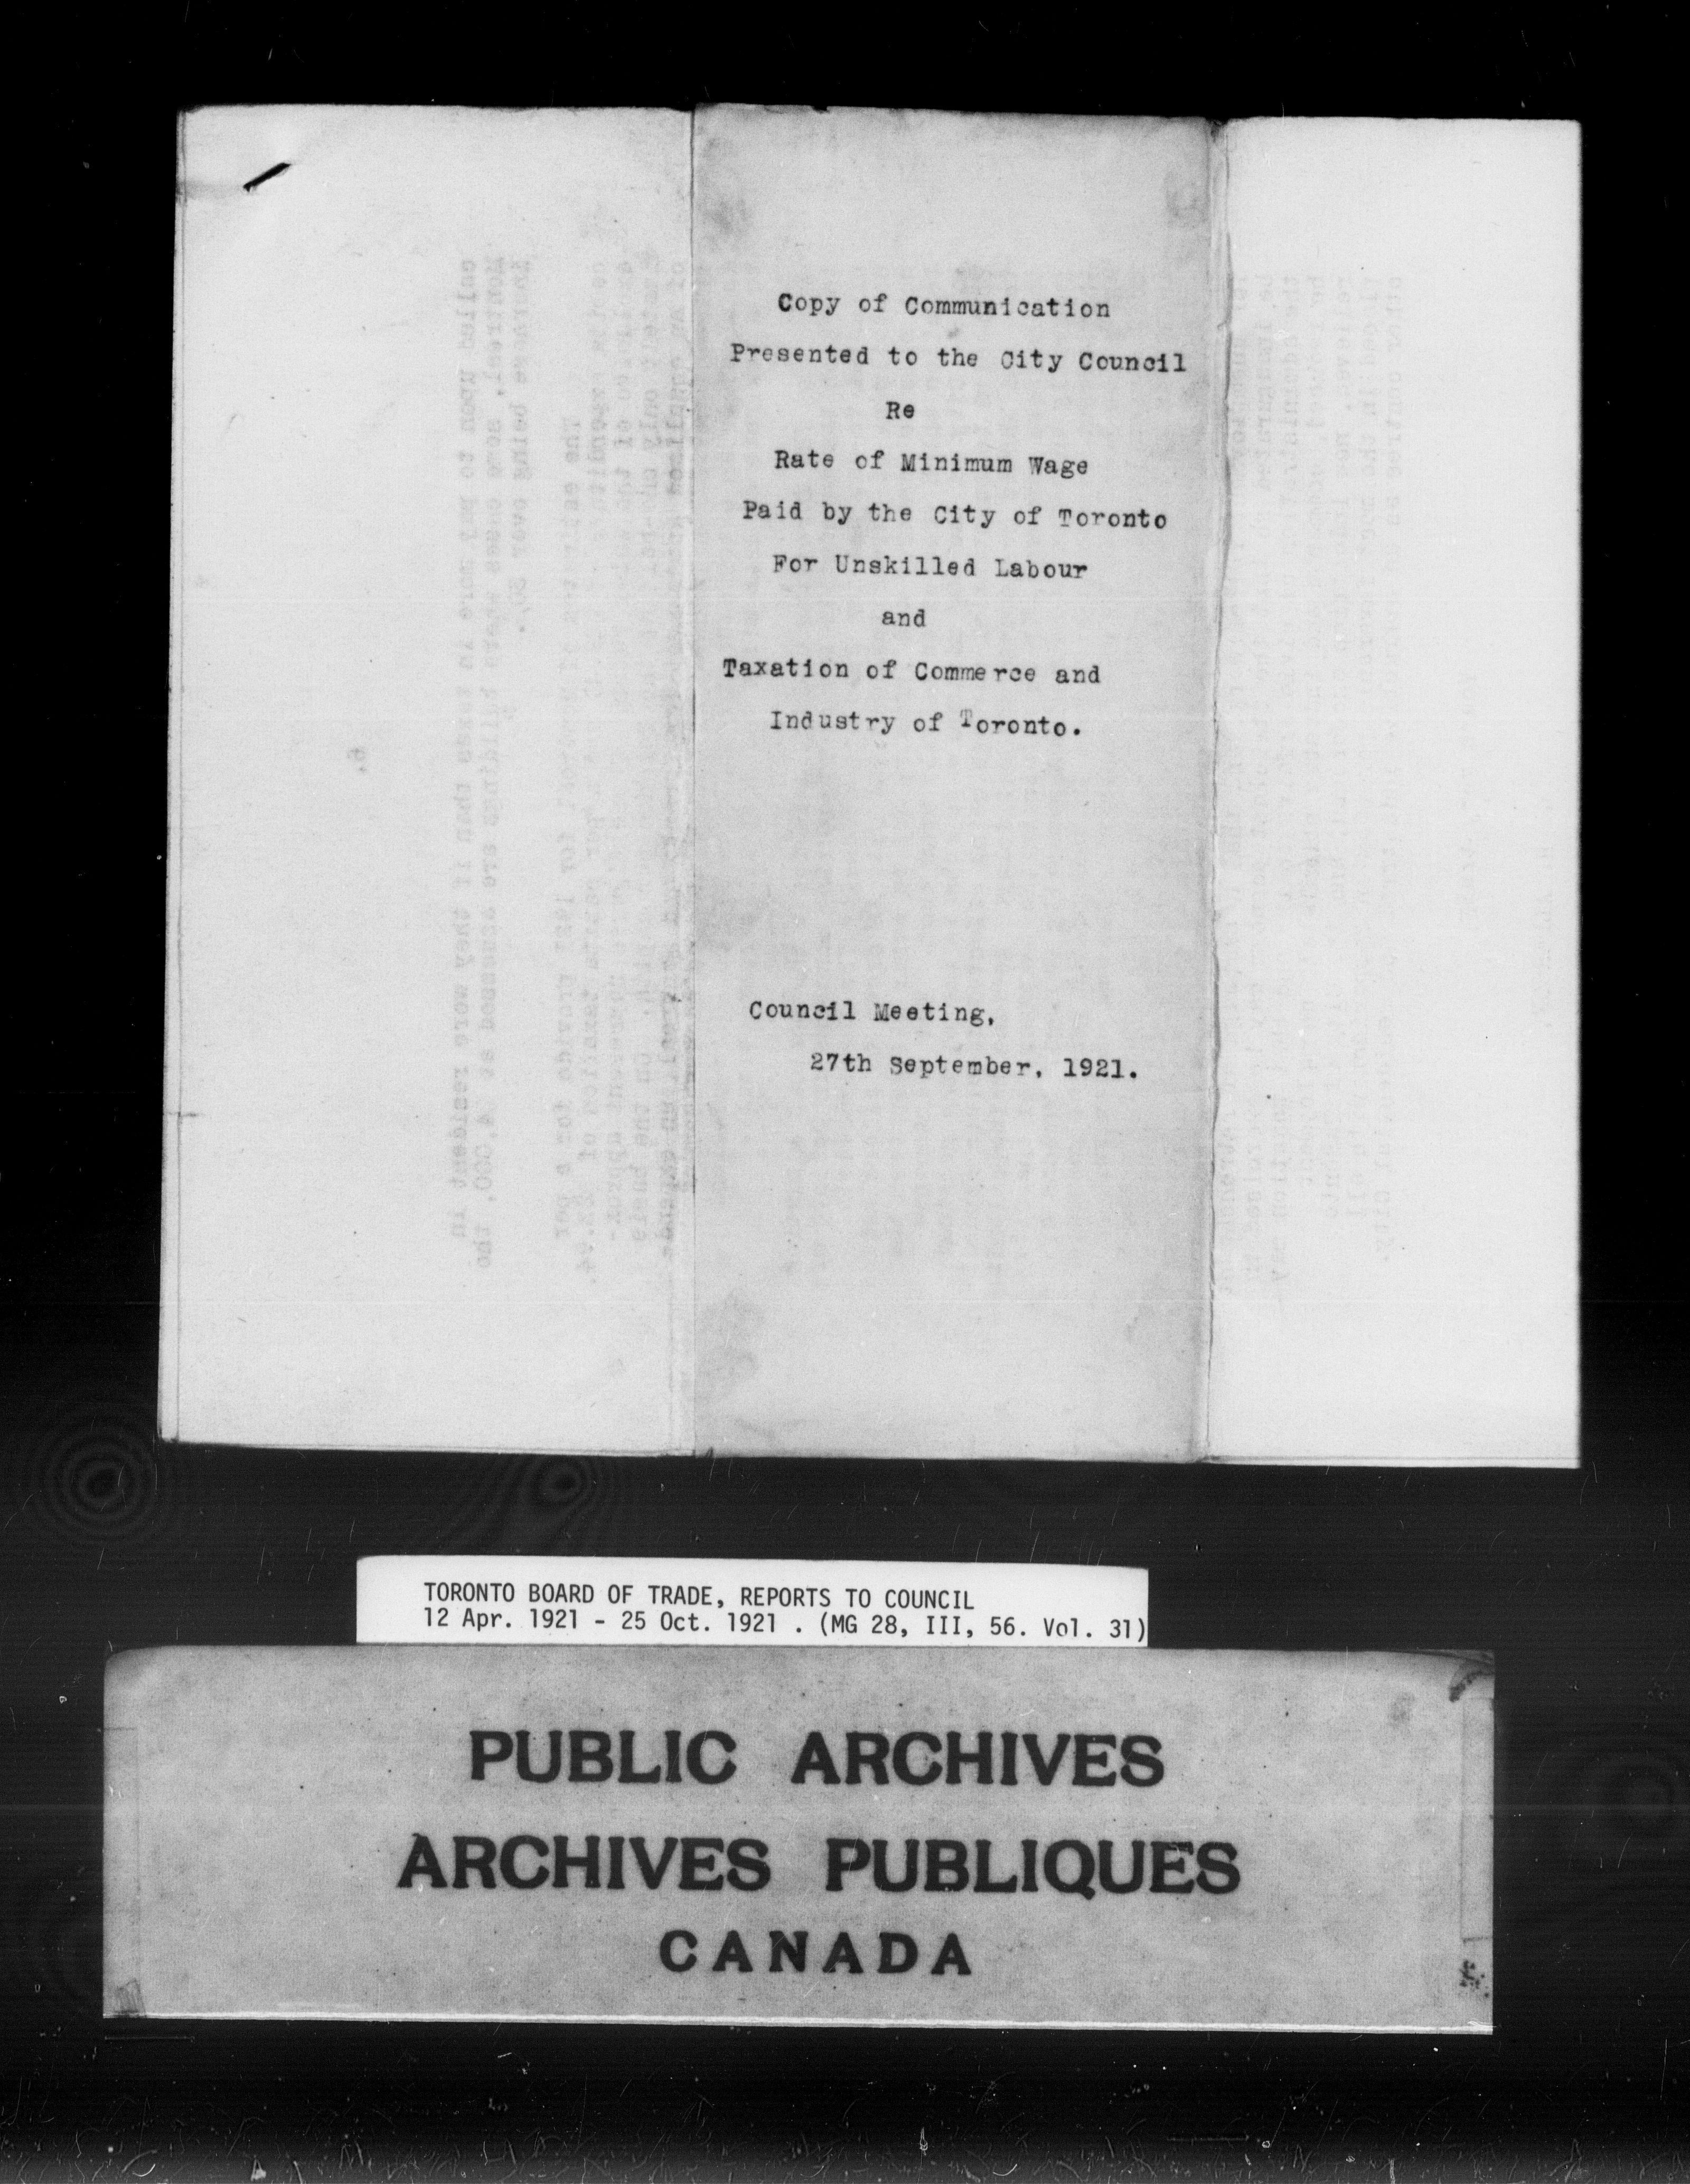 Copy of Communication
Presented to the City Council
Re
Rate of Minimum Wage
Paid by the City of Toronto
For Unskilled Labour
and
Taxation of Commerce and
Industry of Toronto.
Council Meeting,
27th September, 1921.
TORONTO BOARD OF TRADE, REPORTS TO COUNCIL
12 Apr. 1921 - 25 Oct. 1921 . (MG 28, III, 56. Vol. 31)
PUBLIC ARCHIVES
ARCHIVES PUBLIQUES
CANADA